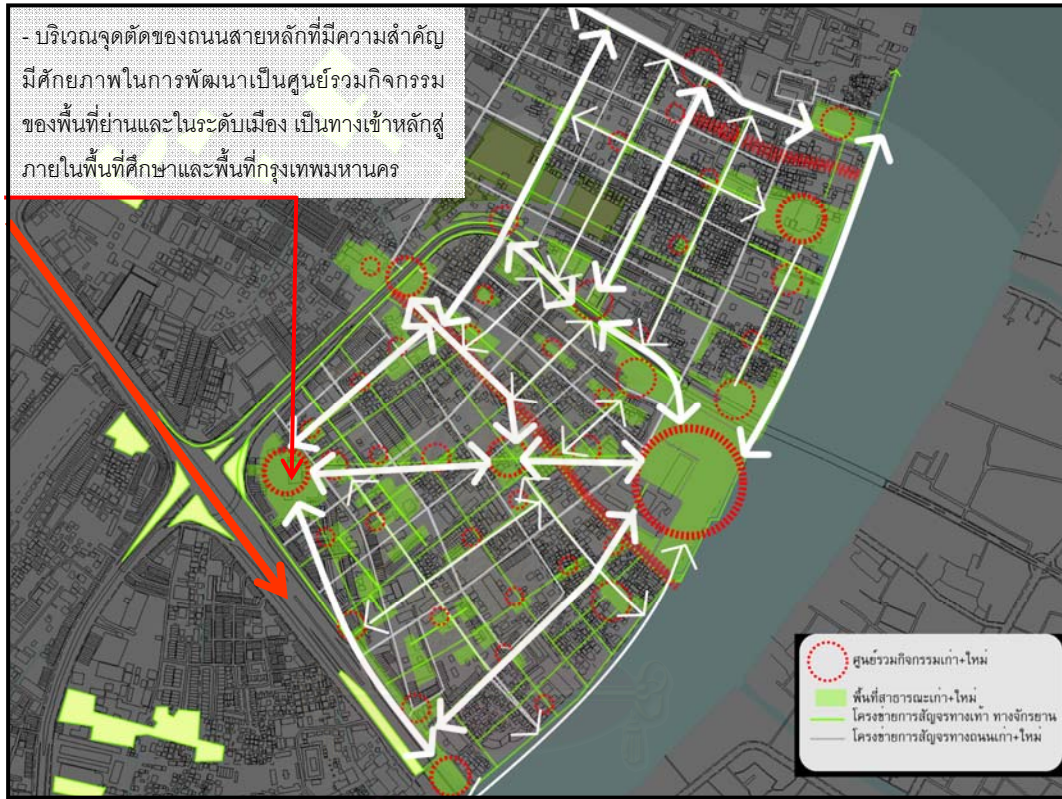 - บริเวณจุดตัดของถนนสายหลักที่มีความสำคัญ
มีศักยภาพในการพัฒนาเป็นศูนย์รวมกิจกรรม
ของพื้นที่ย่านและในระดับเมือง เป็นทางเข้าหลักสู่
ภายในพื้นที่ศึกษาและพื้นที่กรุงเทพมหานคร
ศูนย์รวมกิจกรรมเก่า+ใหม่
พื้นที่สาธารณะเก่า+ใหม่
โครงข่ายการสัญจรทางเท้า ทางจักรยาน
โครงข่ายการสัญจรทางถนนเก่า+ใหม่